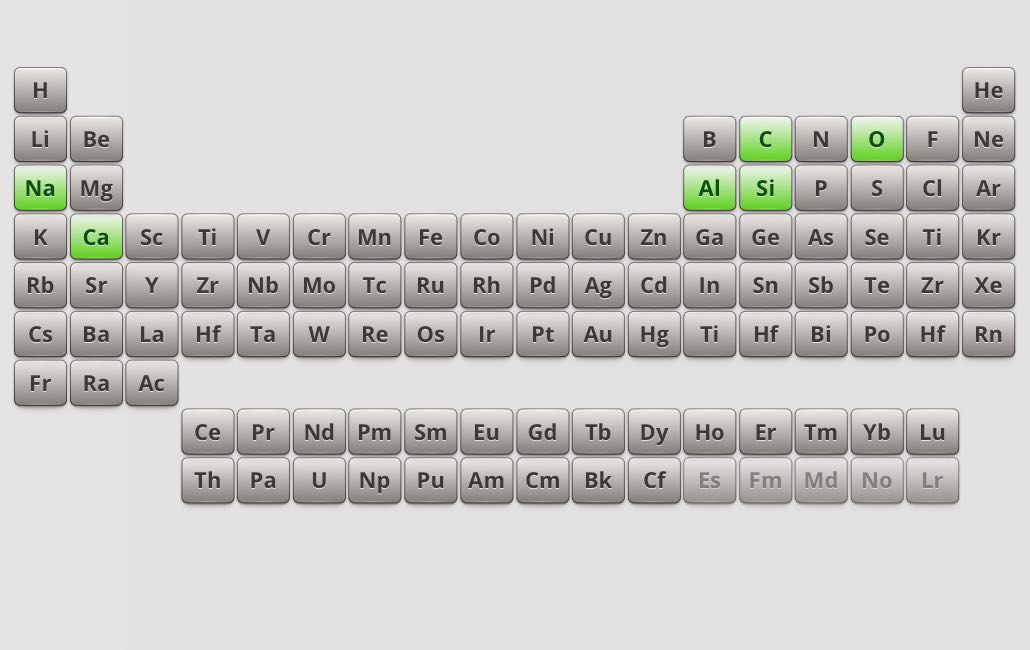 H He
Li Be B C N O F Ne
Na Mg Al Si P S Cl Ar
K Ca Sc Ti V Cr Mn Fe Co Ni Cu Zn Ga Ge As Se Ti Kr
Rb Sr Y Zr Nb Mo Tc Ru Rh Pd Ag Cd In Sn Sb Te Zr Xe
Cs Ba La Hf Ta W Re Os Ir Pt Au Hg Ti Hf Bi Po Hf Rn
Fr Ra Ac
Ce Pr Nd Pm Sm Eu Gd Tb Dy Ho Er Tm Yb Lu
Th Pa U Np Pu Am Cm Bk Cf Es Fm Md No Lr